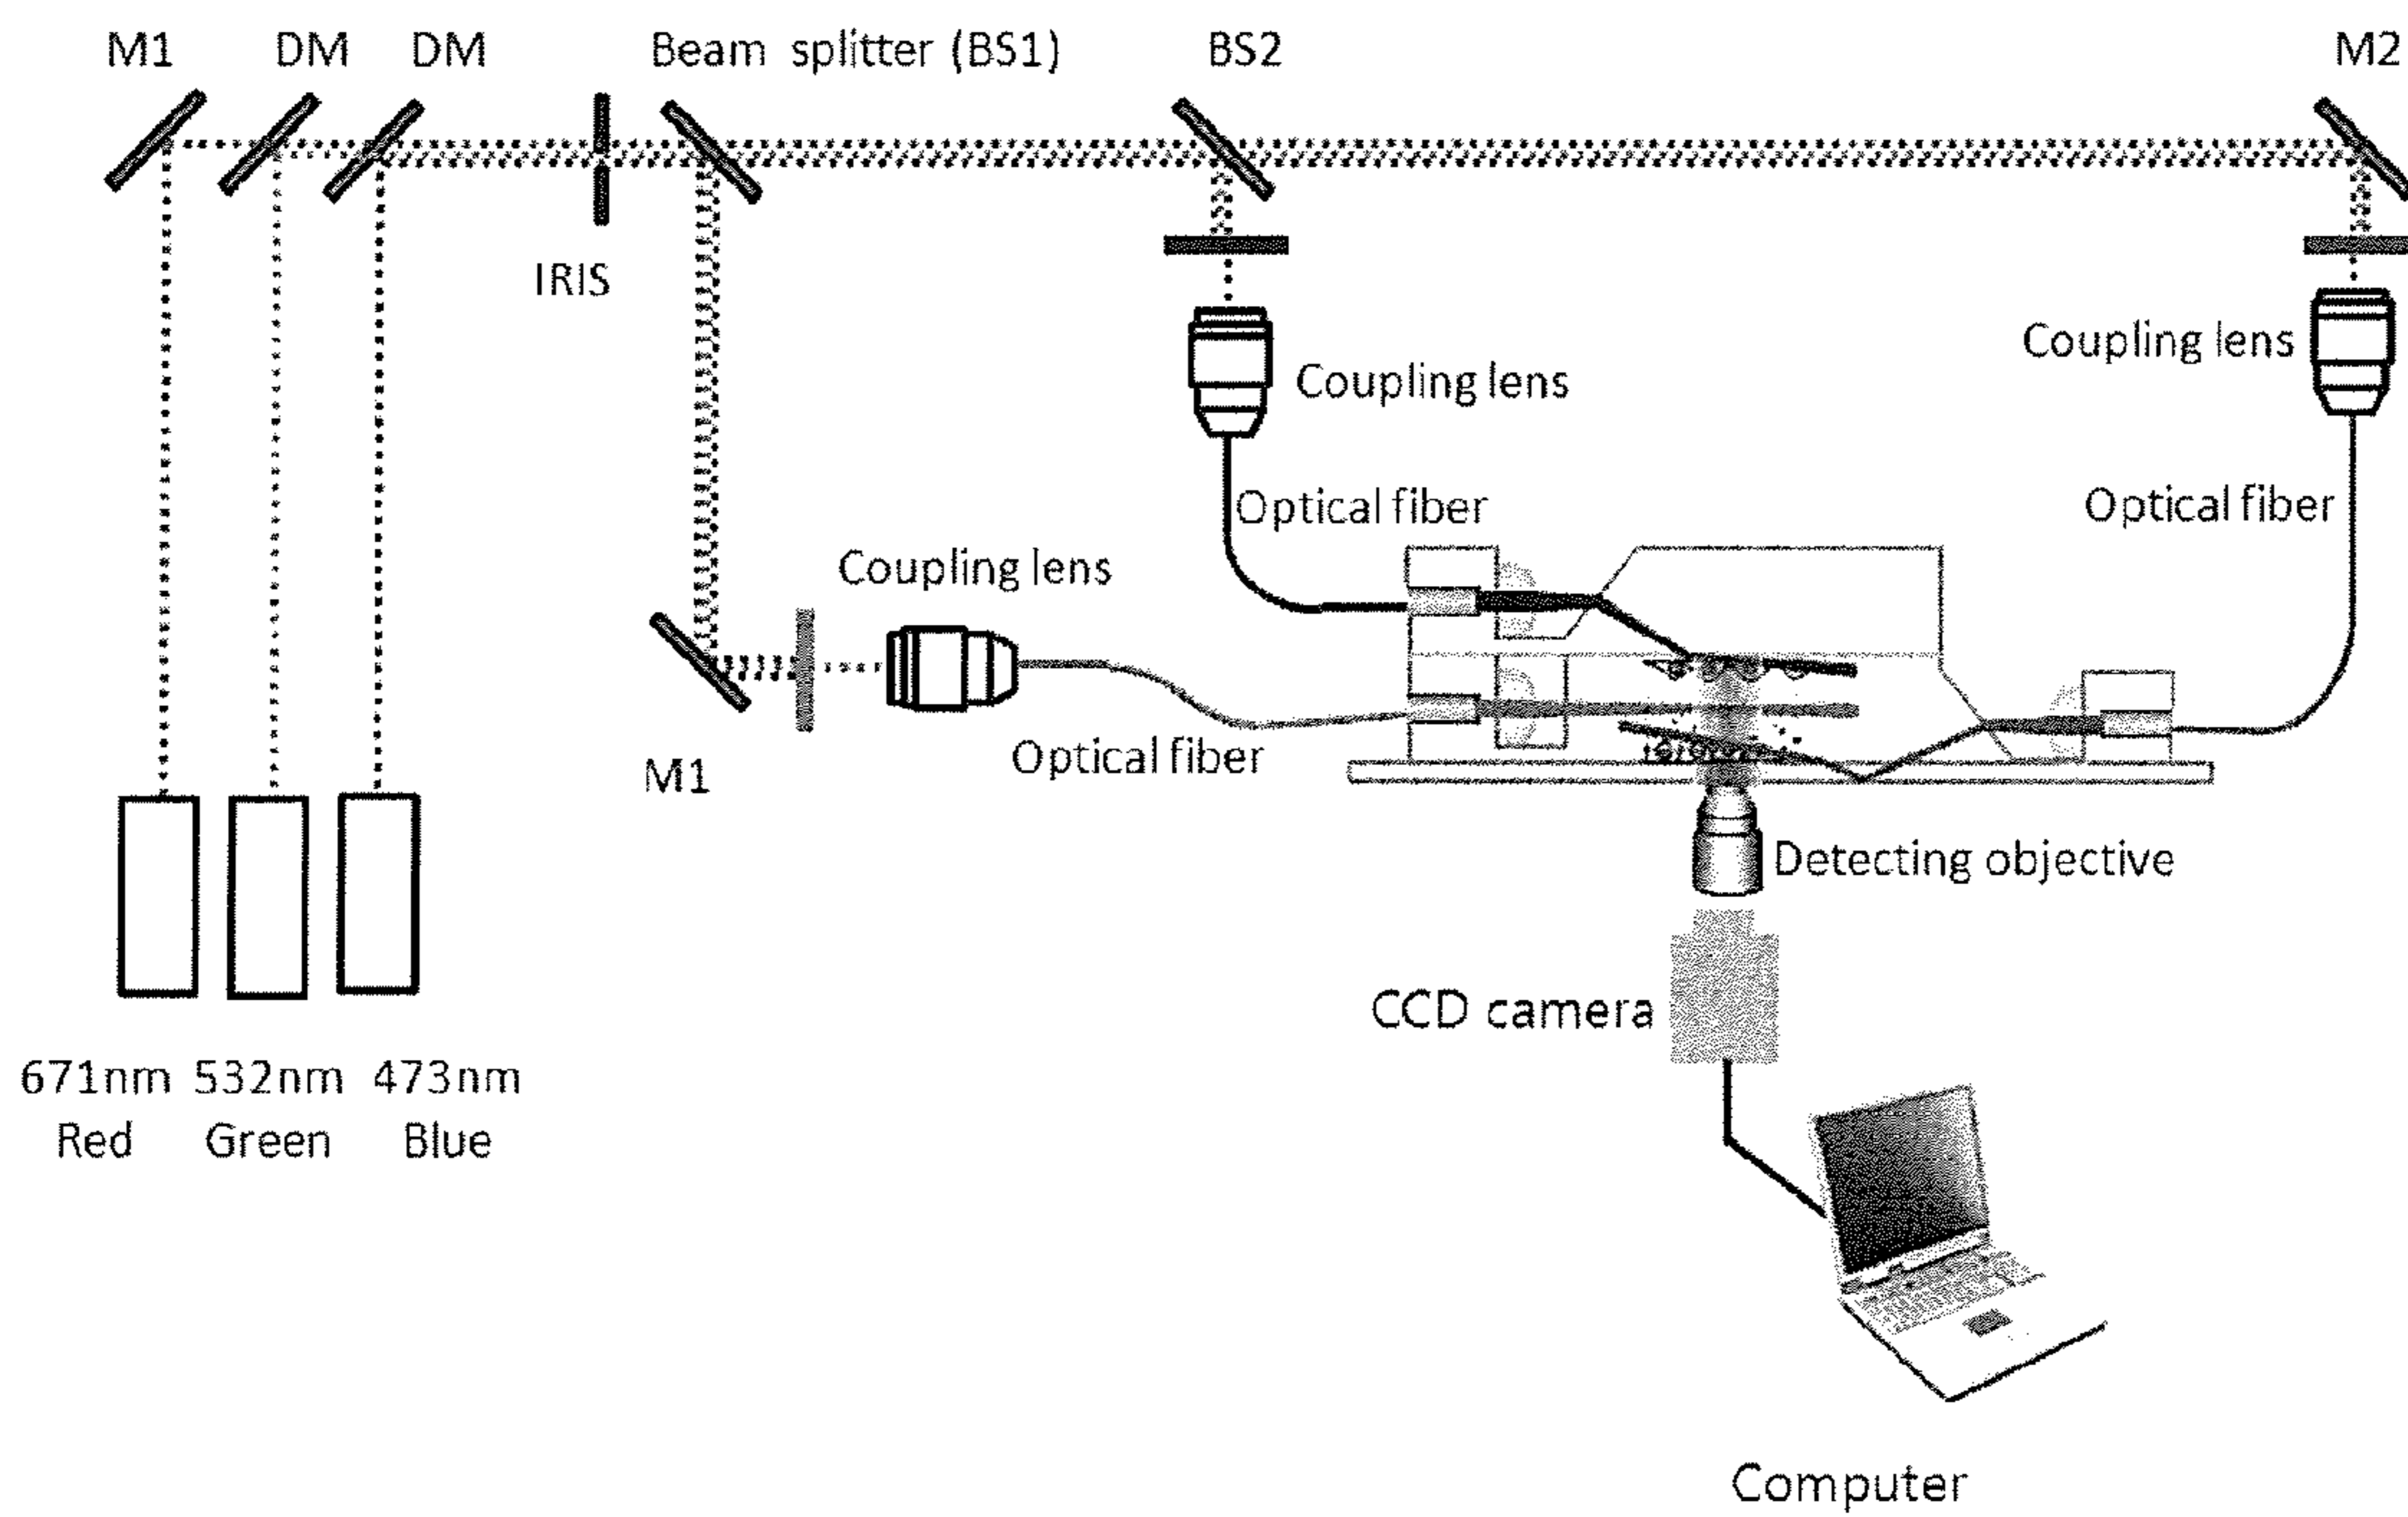 M1
DM
DM
Beam splitter (BS1)
BS2
M2
IRIS
Coupling lens
Coupling lens
Optical fiber
Optical fiber
Coupling lens
M1
Optical fiber
Detecting objective
CCD camera
671nm 532nm 473nm
Red Green Blue
Computer